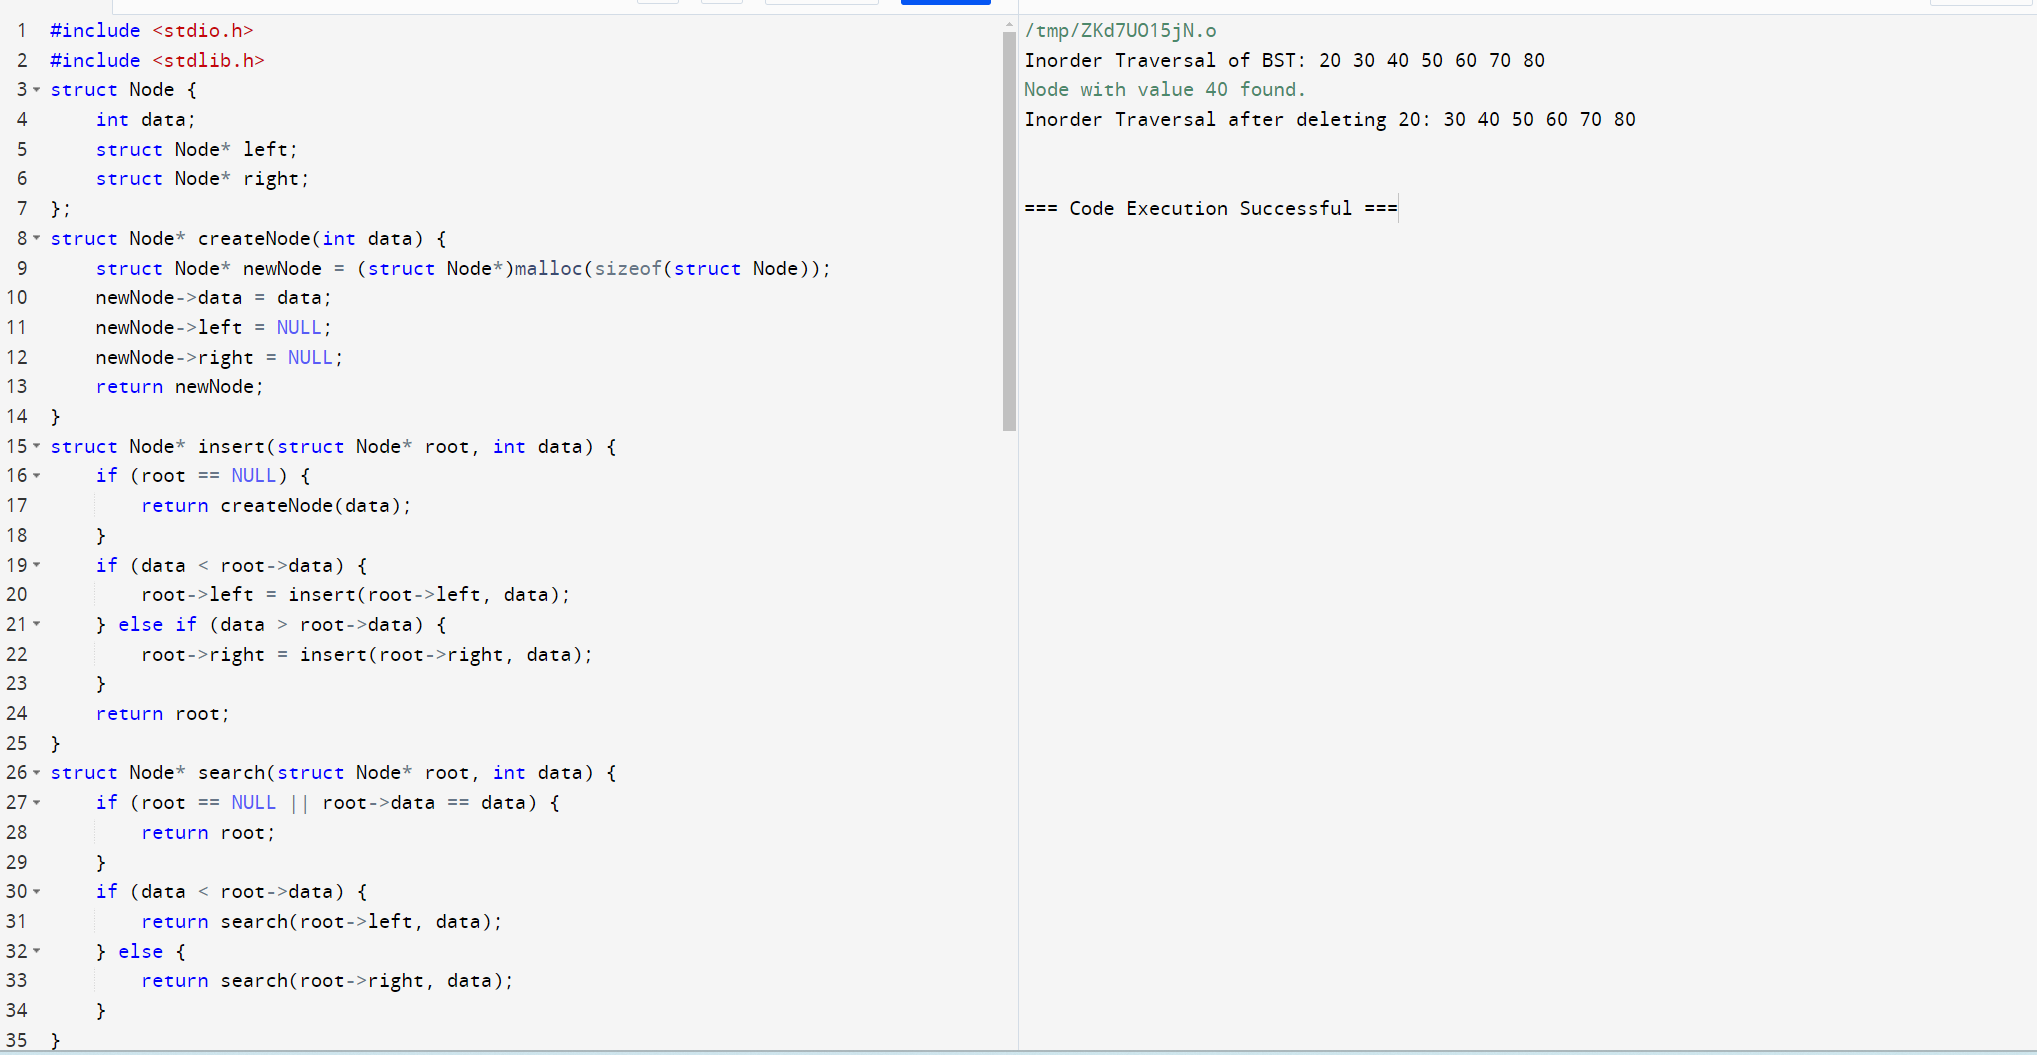 1 #include <stdio.h>
2 #include <stdlib.h>
3 struct Node {
4     int data;
5     struct Node* left;
6     struct Node* right;
7 };
8 struct Node* createNode(int data) {
9     struct Node* newNode = (struct Node*)malloc(sizeof(struct Node));
10     newNode->data = data;
11     newNode->left = NULL;
12     newNode->right = NULL;
13     return newNode;
14 }
15 struct Node* insert(struct Node* root, int data) {
16     if (root == NULL) {
17         return createNode(data);
18     }
19     if (data < root->data) {
20         root->left = insert(root->left, data);
21     } else if (data > root->data) {
22         root->right = insert(root->right, data);
23     }
24     return root;
25 }
26 struct Node* search(struct Node* root, int data) {
27     if (root == NULL || root->data == data) {
28         return root;
29     }
30     if (data < root->data) {
31         return search(root->left, data);
32     } else {
33         return search(root->right, data);
34     }
35 }
/tmp/ZKd7UO15jN.o
Inorder Traversal of BST: 20 30 40 50 60 70 80
Node with value 40 found.
Inorder Traversal after deleting 20: 30 40 50 60 70 80
=== Code Execution Successful ===